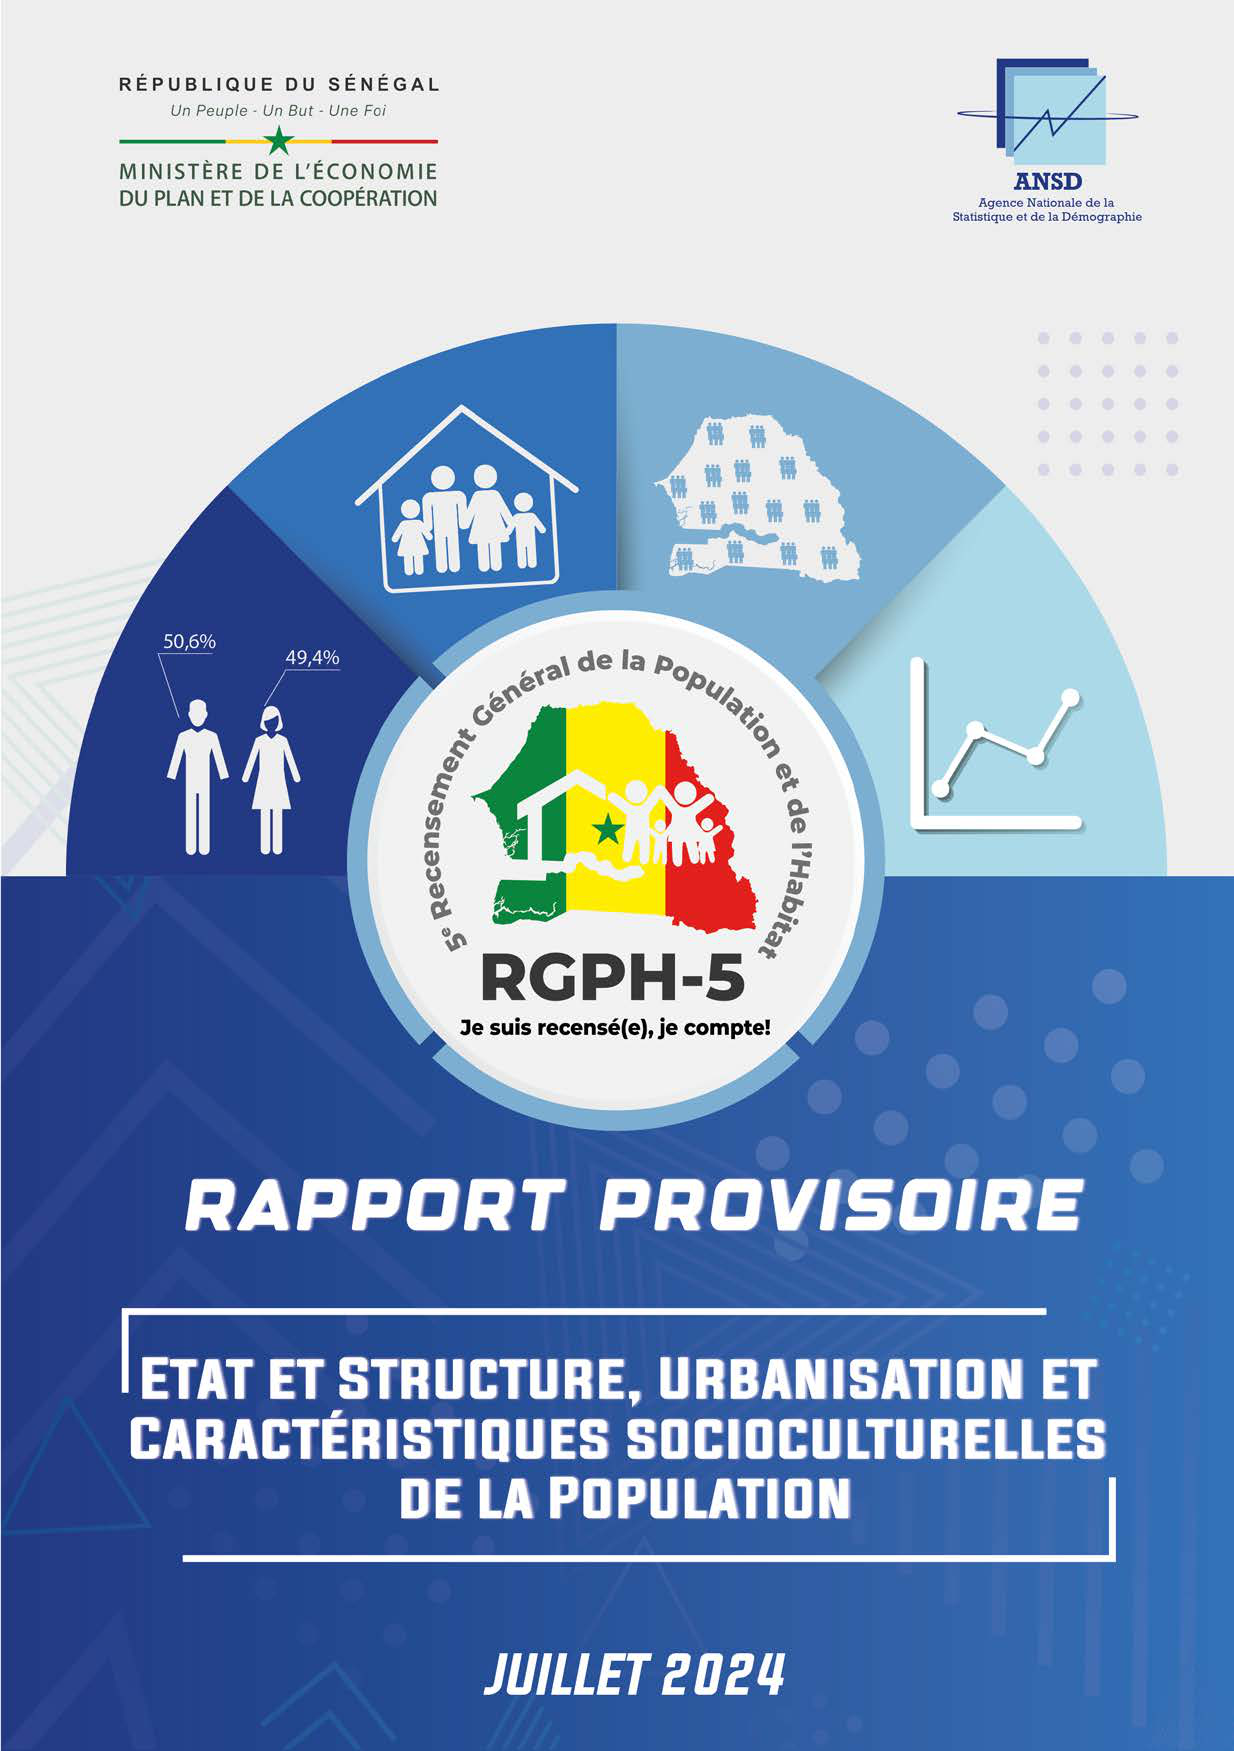 RÉPUBLIQUE DU SÉNÉGAL
Un Peuple - Un But - Une Foi
MINISTÈRE DE L'ÉCONOMIE
DU PLAN ET DE LA COOPÉRATION
ANSD
Agence Nationale de la
Statistique et de la Démographie
50,6%
49,4%
5e Recensement Général de la Population et de l'Habitat
RGPH-5
Je suis recensé(e), je compte!
RAPPORT PROVISOIRE
ETAT ET STRUCTURE, URBANISATION ET
CARACTÉRISTIQUES SOCIOCULTURELLES
DE LA POPULATION
JUILLET 2024